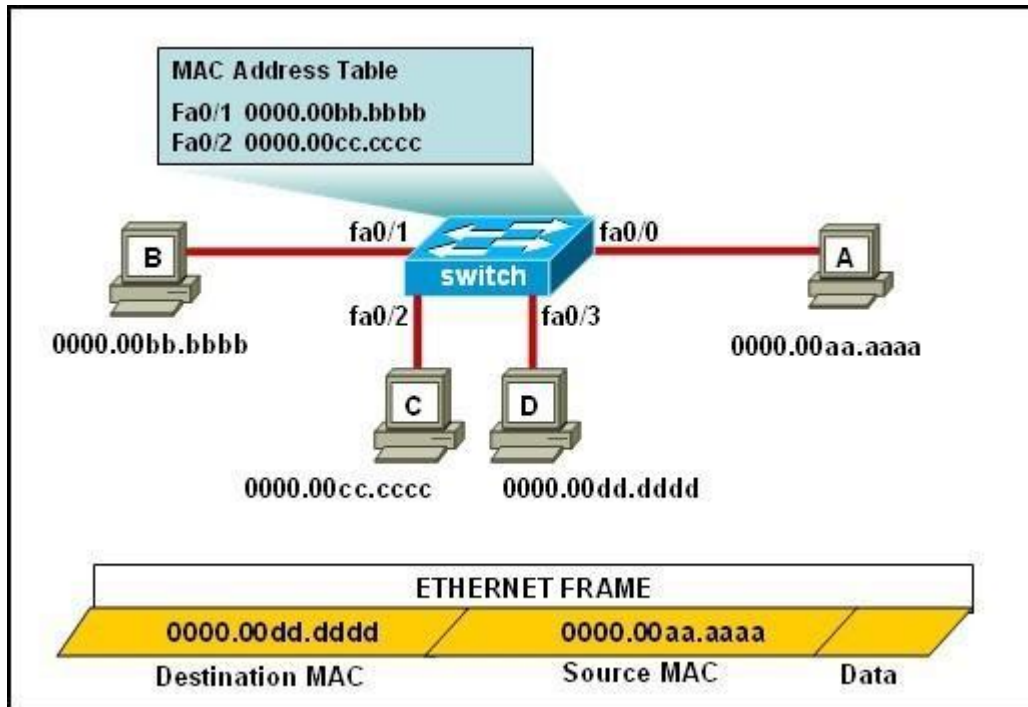 MAC Address Table
Fa0/1 0000.00bb.bbbb
Fa0/2 0000.00cc.cccc
fa0/1
fa0/0
B
A
switch
fa0/2
fa0/3
0000.00bb.bbbb
0000.00aa.aaaa
C
D
0000.00cc.cccc
0000.00dd.dddd
ETHERNET FRAME
0000.00dd.dddd
0000.00aa.aaaa
Destination MAC
Source MAC
Data